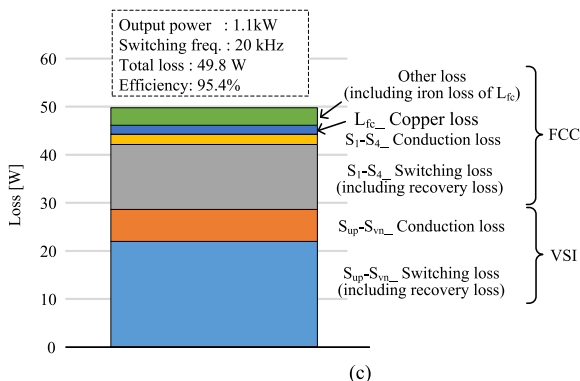 Output power : 1.1kW
Switching freq. : 20 kHz
Total loss : 49.8 W
Efficiency: 95.4%
Loss [W]
60
50
40
30
20
10
0
Other loss
(including iron loss of Lfc)
Lfc_ Copper loss
S1-S4_ Conduction loss
S1-S4_ Switching loss
(including recovery loss)
FCC
Sup-Svn_ Conduction loss
Sup-Svn_ Switching loss
(including recovery loss)
VSI
(c)